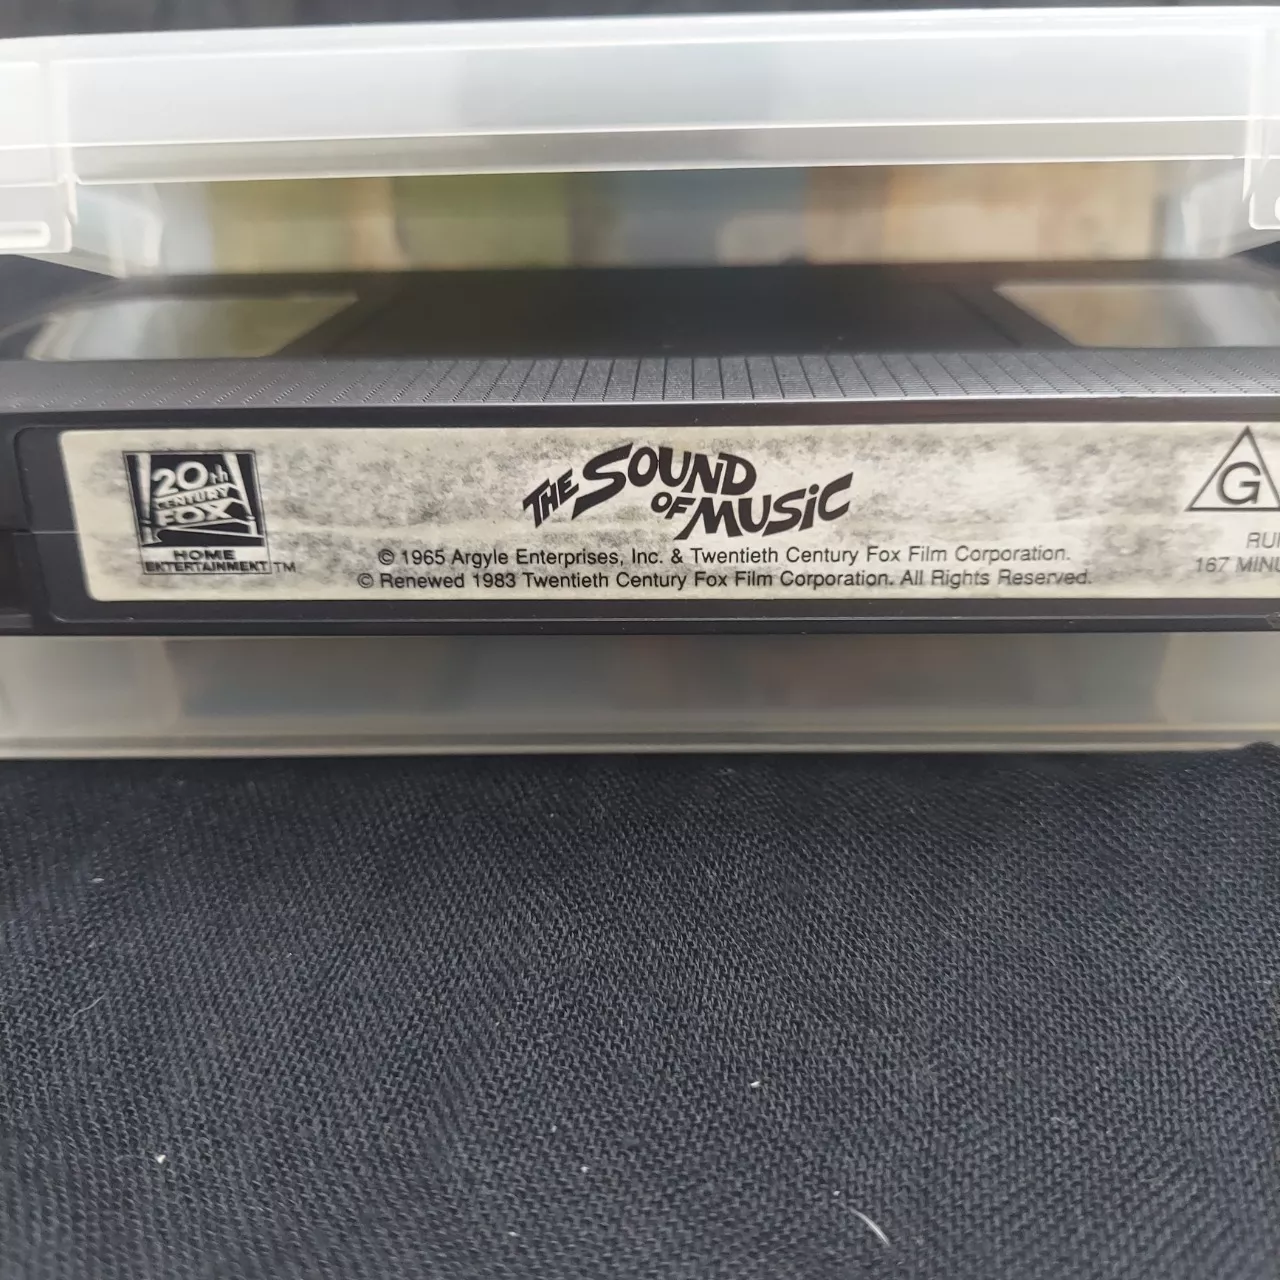 20th
CENTURY
FOX
HOME
ENTERTAINMENT TM
THE SOUND
OF MUSiC
© 1965 Argyle Enterprises, Inc. & Twentieth Century Fox Film Corporation.
© Renewed 1983 Twentieth Century Fox Film Corporation. All Rights Reserved.
G
167